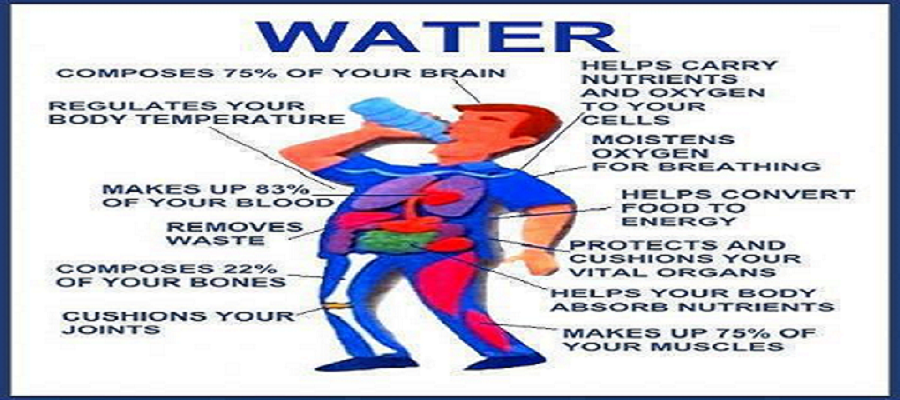 WATER
COMPOSES 75% OF YOUR BRAIN
REGULATES YOUR
BODY TEMPERATURE
MAKES UP 83%
OF YOUR BLOOD
REMOVES
WASTE
COMPOSES 22%
OF YOUR BONES
CUSHIONS YOUR
JOINTS
HELPS CARRY
NUTRIENTS
AND OXYGEN
TO YOUR
CELLS
MOISTENS
OXYGEN
FOR BREATHING
HELPS CONVERT
FOOD TO
ENERGY
PROTECTS AND
CUSHIONS YOUR
VITAL ORGANS
HELPS YOUR BODY
ABSORB NUTRIENTS
MAKES UP 75% OF
YOUR MUSCLES